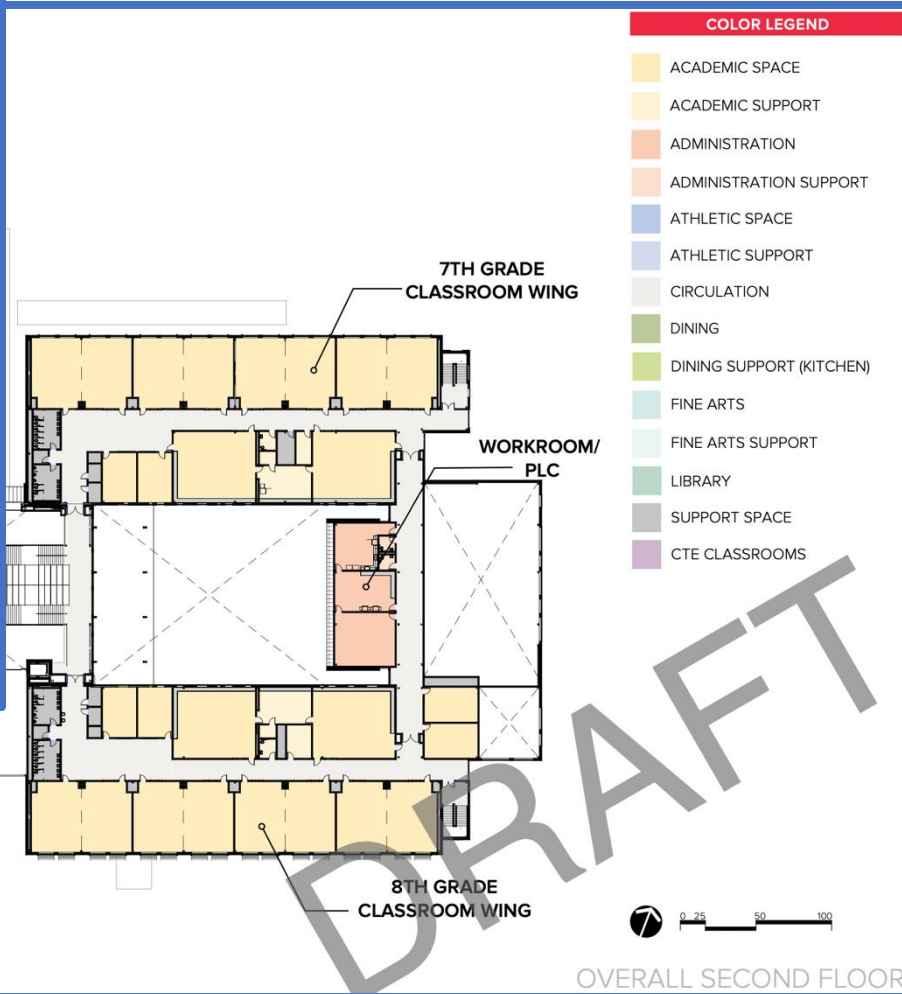 COLOR LEGEND
ACADEMIC SPACE
ACADEMIC SUPPORT
ADMINISTRATION
ADMINISTRATION SUPPORT
ATHLETIC SPACE
ATHLETIC SUPPORT
CIRCULATION
DINING
DINING SUPPORT (KITCHEN)
FINE ARTS
FINE ARTS SUPPORT
LIBRARY
SUPPORT SPACE
CTE CLASSROOMS
7TH GRADE
CLASSROOM WING
WORKROOM/
PLC
8TH GRADE
CLASSROOM WING
DRAFT
0 25 50 100
OVERALL SECOND FLOOR